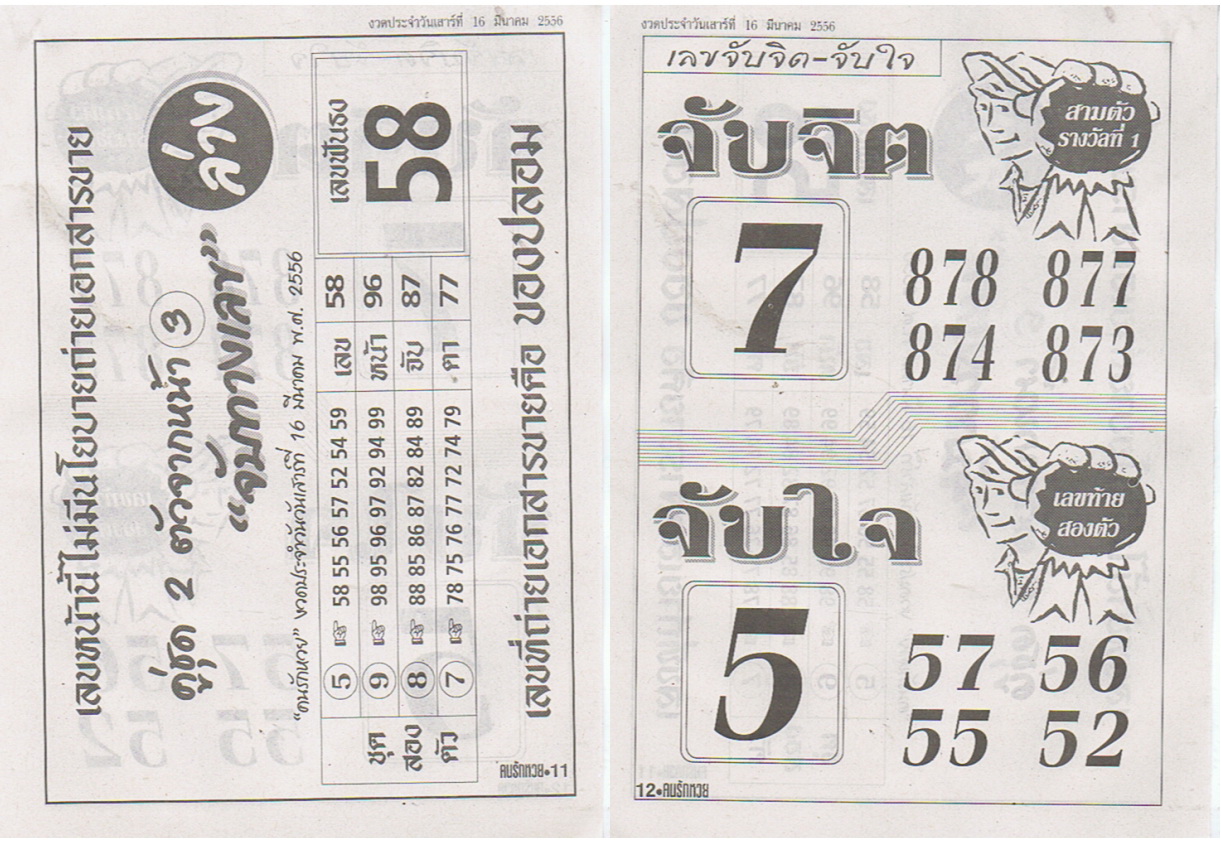 งวดประจำวันเสาร์ที่ 16 มีนาคม 2556
เลขหน้านี้ไม่มีนโยบายถ่ายเอกสารขาย
คู่ชุด 2 ตัวจากหน้า 3
ล่าง
"จับกางเลข"
"คนรักหวย" งวดประจำวันเสาร์ที่ 16 มีนาคม พ.ศ. 2556
5 ☞ 58 55 56 57 52 54 59 เลข 58
ชุด 9 ☞ 98 95 96 97 92 94 99 หน้า 96
สอง 8 ☞ 88 85 86 87 82 84 89 จับ 87
ตัว 7 ☞ 78 75 76 77 72 74 79 ตา 77
เลขฟันธง
58
เลขที่ถ่ายเอกสารขายคือ ของปลอม
คนรักหวย•11
งวดประจำวันเสาร์ที่ 16 มีนาคม 2556
เลขจับจิต-จับใจ
จับจิต
สามตัว
รางวัลที่ 1
7
878 877
874 873
จับใจ
เลขท้าย
สองตัว
5
57 56
55 52
12•คนรักหวย